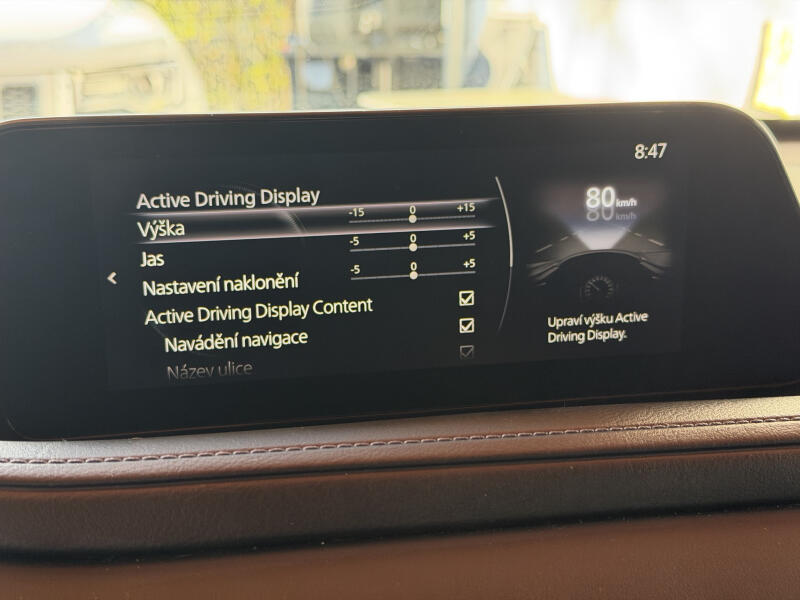 8:47
Active Driving Display
Výška
-15 0 +15
Jas
-5 0 +5
Nastavení naklonění
-5 0 +5
Active Driving Display Content
Navádění navigace
Název ulice
80 km/h
80 km/h
Upraví výšku Active
Driving Display.